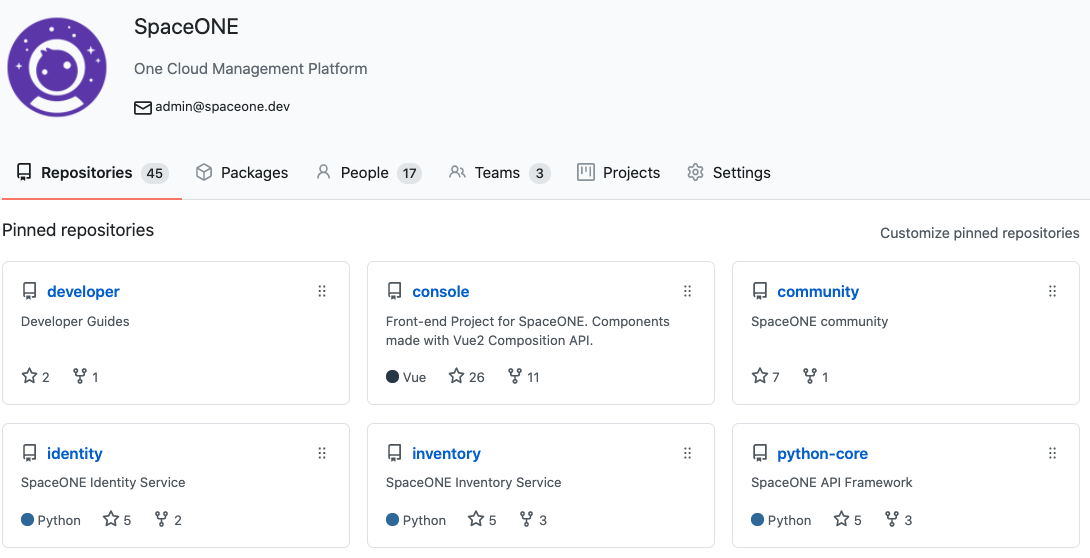 SpaceONE
One Cloud Management Platform
admin@spaceone.dev
Repositories 45 Packages People 17 Teams 3 Projects Settings
Pinned repositories
Customize pinned repositories
developer
Developer Guides
2 1
console
Front-end Project for SpaceONE. Components
made with Vue2 Composition API.
Vue 26 11
community
SpaceONE community
7 1
identity
SpaceONE Identity Service
Python 5 2
inventory
SpaceONE Inventory Service
Python 5 3
python-core
SpaceONE API Framework
Python 5 3